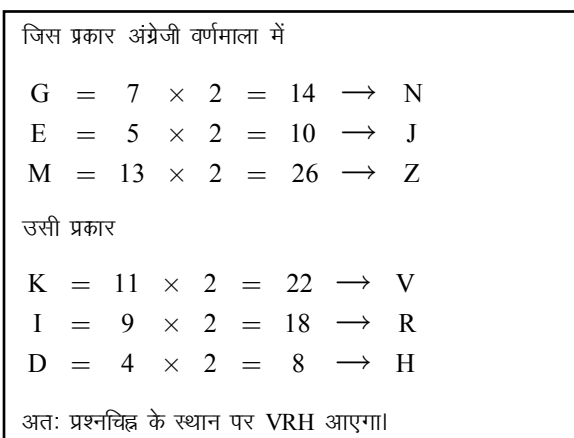 जिस प्रकार अंग्रेजी वर्णमाला में
G = 7 × 2 = 14 ⟶ N
E = 5 × 2 = 10 ⟶ J
M = 13 × 2 = 26 ⟶ Z
उसी प्रकार
K = 11 × 2 = 22 ⟶ V
I = 9 × 2 = 18 ⟶ R
D = 4 × 2 = 8 ⟶ H
अतः प्रश्नचिह्न के स्थान पर VRH आएगा।